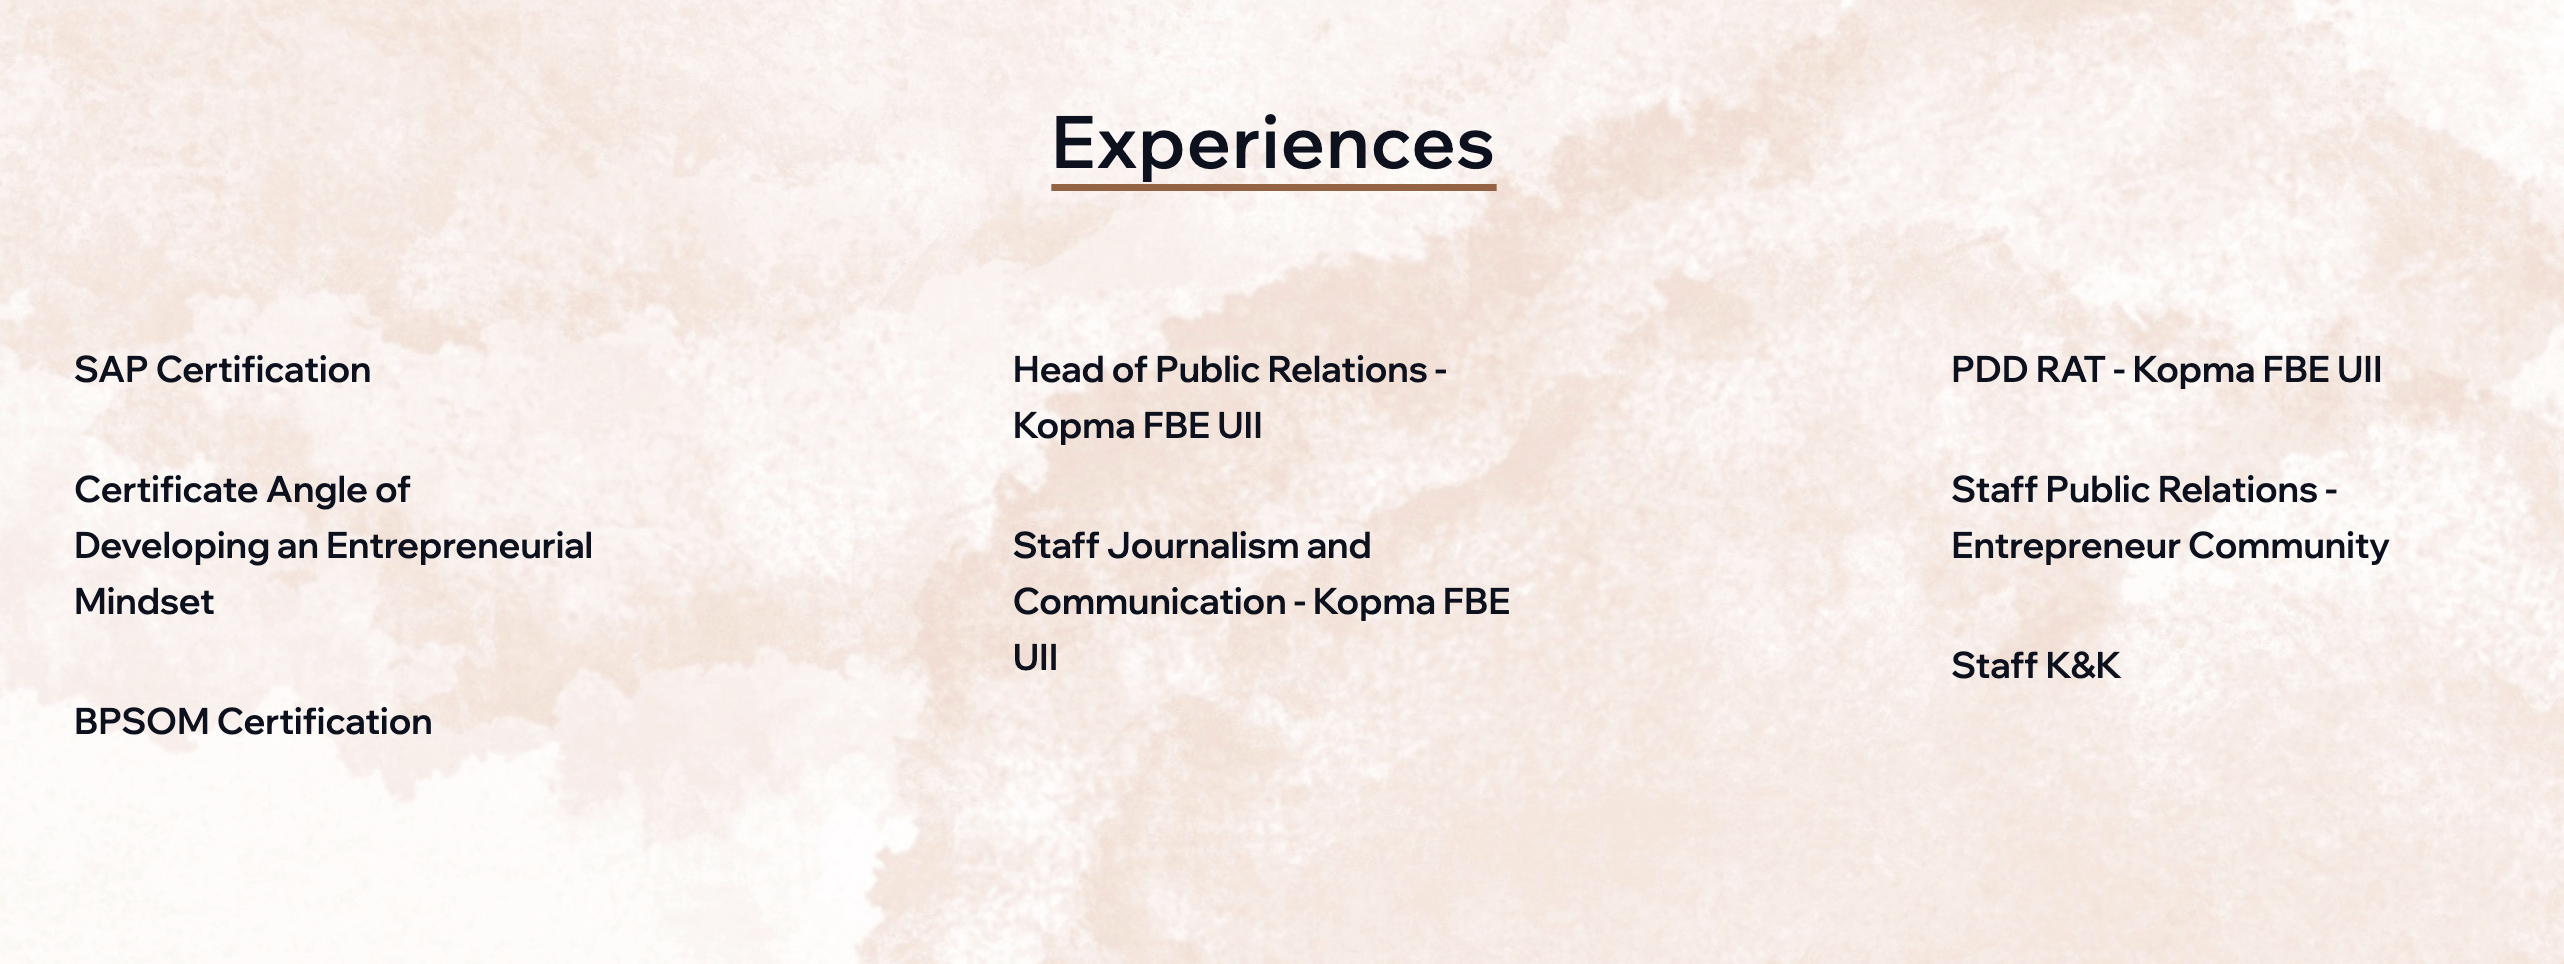 Experiences
SAP Certification
Certificate Angle of
Developing an Entrepreneurial
Mindset
BPSOM Certification
Head of Public Relations -
Kopma FBE UII
Staff Journalism and
Communication - Kopma FBE
UII
PDD RAT - Kopma FBE UII
Staff Public Relations -
Entrepreneur Community
Staff K&K